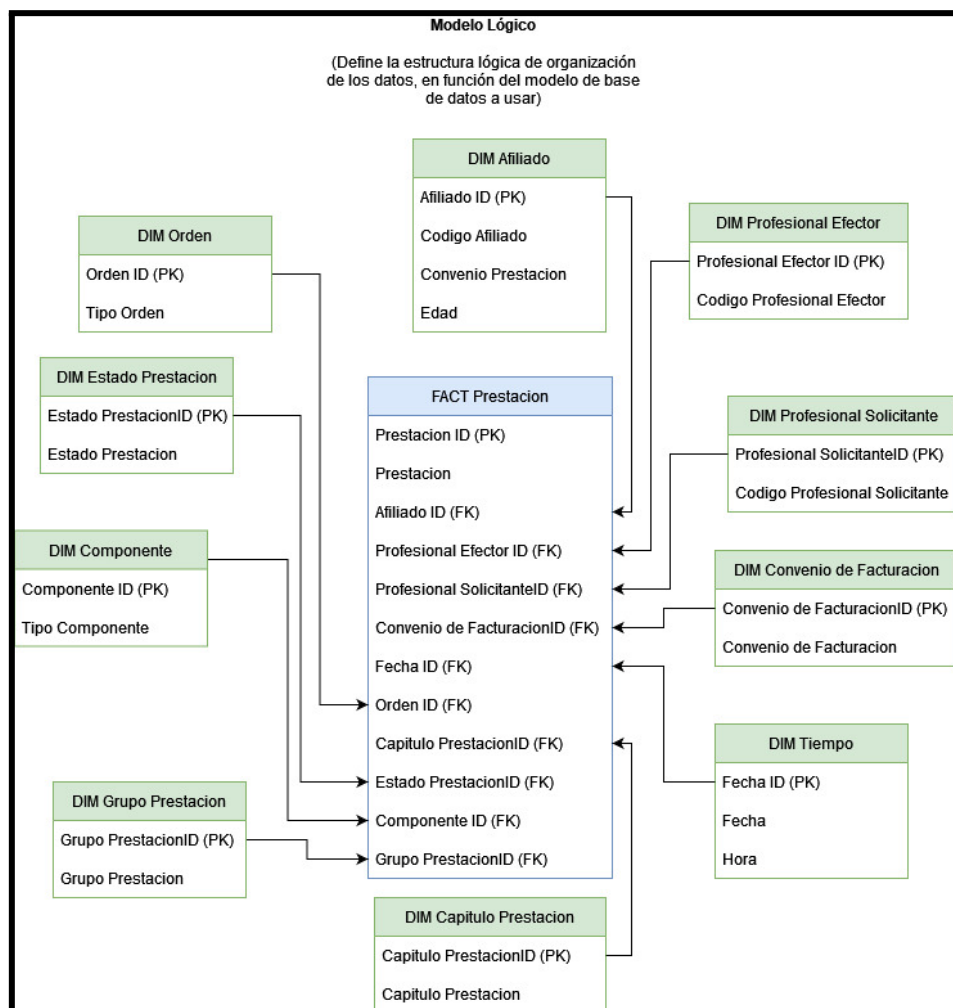 Modelo Lógico
(Define la estructura lógica de organización
de los datos, en función del modelo de base
de datos a usar)
DIM Afiliado
Afiliado ID (PK)
Codigo Afiliado
Convenio Prestacion
Edad
DIM Orden
Orden ID (PK)
Tipo Orden
DIM Profesional Efector
Profesional Efector ID (PK)
Codigo Profesional Efector
DIM Estado Prestacion
Estado PrestacionID (PK)
Estado Prestacion
FACT Prestacion
Prestacion ID (PK)
Prestacion
Afiliado ID (FK)
Profesional Efector ID (FK)
Profesional SolicitanteID (FK)
Convenio de FacturacionID (FK)
Fecha ID (FK)
Orden ID (FK)
Capitulo PrestacionID (FK)
Estado PrestacionID (FK)
Componente ID (FK)
Grupo PrestacionID (FK)
DIM Profesional Solicitante
Profesional SolicitanteID (PK)
Codigo Profesional Solicitante
DIM Componente
Componente ID (PK)
Tipo Componente
DIM Convenio de Facturacion
Convenio de FacturacionID (PK)
Convenio de Facturacion
DIM Tiempo
Fecha ID (PK)
Fecha
Hora
DIM Grupo Prestacion
Grupo PrestacionID (PK)
Grupo Prestacion
DIM Capitulo Prestacion
Capitulo PrestacionID (PK)
Capitulo Prestacion